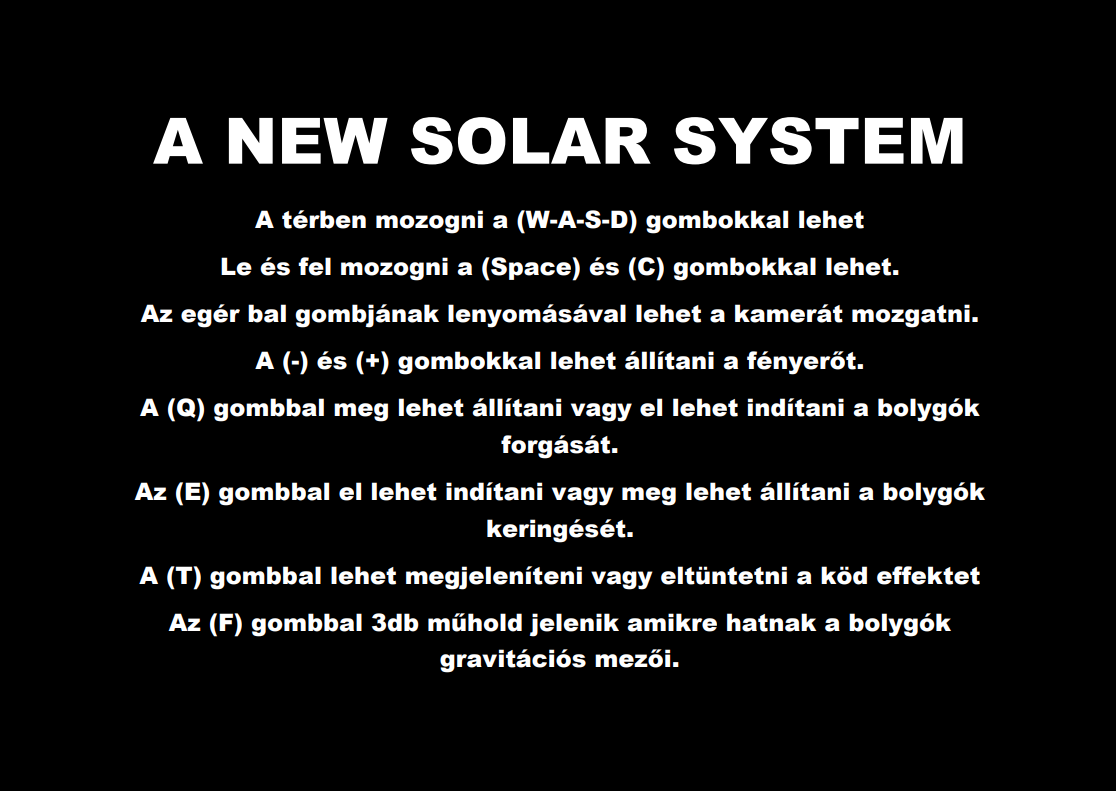 A NEW SOLAR SYSTEM
A térben mozogni a (W-A-S-D) gombokkal lehet
Le és fel mozogni a (Space) és (C) gombokkal lehet.
Az egér bal gombjának lenyomásával lehet a kamerát mozgatni.
A (-) és (+) gombokkal lehet állítani a fényerőt.
A (Q) gombbal meg lehet állítani vagy el lehet indítani a bolygók
forgását.
Az (E) gombbal el lehet indítani vagy meg lehet állítani a bolygók
keringését.
A (T) gombbal lehet megjeleníteni vagy eltüntetni a köd effektet
Az (F) gombbal 3db műhold jelenik amikre hatnak a bolygók
gravitációs mezői.